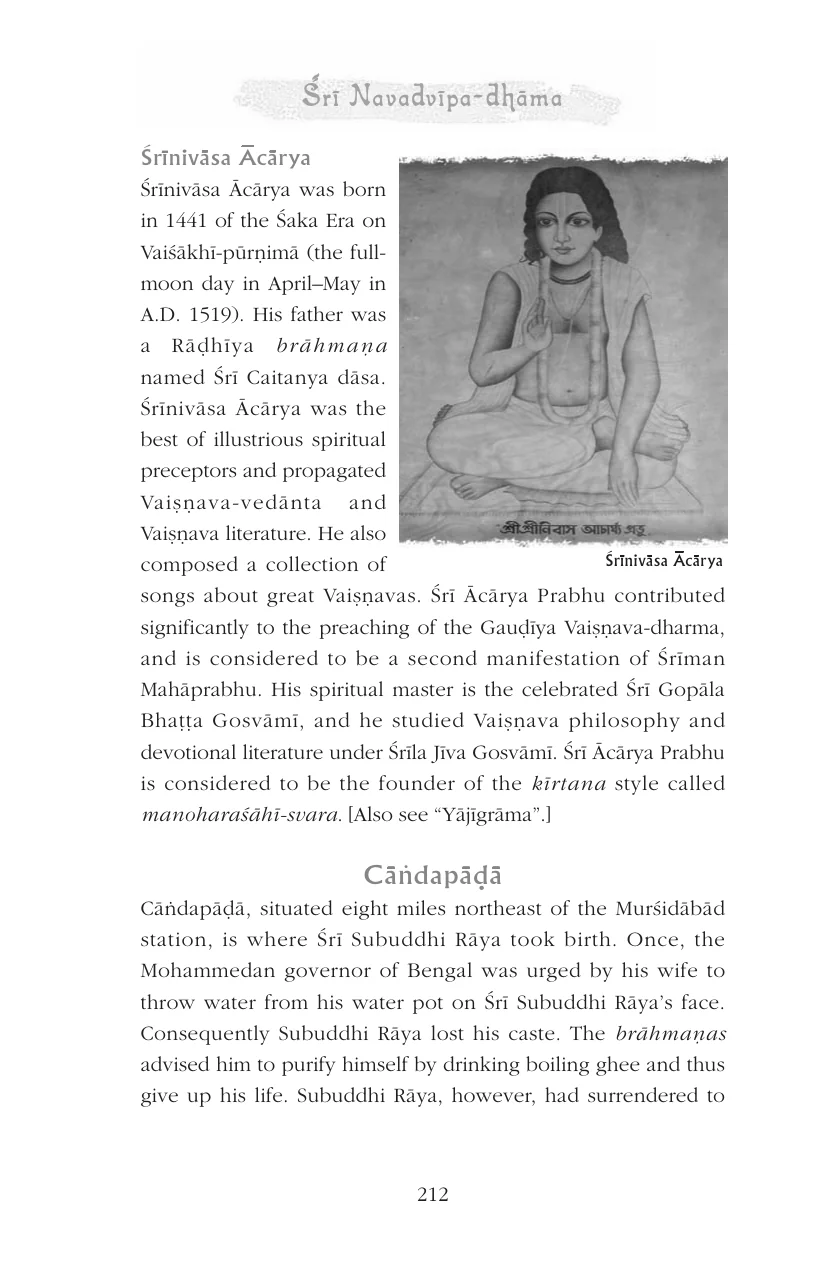 Śrī Navadvīpa-dhāma
Śrīnivāsa Ācārya
Śrīnivāsa Ācārya was born
in 1441 of the Śaka Era on
Vaiśākhī-pūrṇimā (the full-
moon day in April–May in
A.D. 1519). His father was
a Rāḍhīya brāhmaṇa
named Śrī Caitanya dāsa.
Śrīnivāsa Ācārya was the
best of illustrious spiritual
preceptors and propagated
Vaiṣṇava-vedānta and
Vaiṣṇava literature. He also
composed a collection of
শ্রীশ্রীনিবাস আচার্য্য প্রভু
Śrīnivāsa Ācārya
songs about great Vaiṣṇavas. Śrī Ācārya Prabhu contributed
significantly to the preaching of the Gauḍīya Vaiṣṇava-dharma,
and is considered to be a second manifestation of Śrīman
Mahāprabhu. His spiritual master is the celebrated Śrī Gopāla
Bhaṭṭa Gosvāmī, and he studied Vaiṣṇava philosophy and
devotional literature under Śrīla Jīva Gosvāmī. Śrī Ācārya Prabhu
is considered to be the founder of the kīrtana style called
manoharaśāhī-svara. [Also see “Yājīgrāma”.]
Cāṅdapāḍā
Cāṅdapāḍā, situated eight miles northeast of the Murśidābād
station, is where Śrī Subuddhi Rāya took birth. Once, the
Mohammedan governor of Bengal was urged by his wife to
throw water from his water pot on Śrī Subuddhi Rāya’s face.
Consequently Subuddhi Rāya lost his caste. The brāhmaṇas
advised him to purify himself by drinking boiling ghee and thus
give up his life. Subuddhi Rāya, however, had surrendered to
212